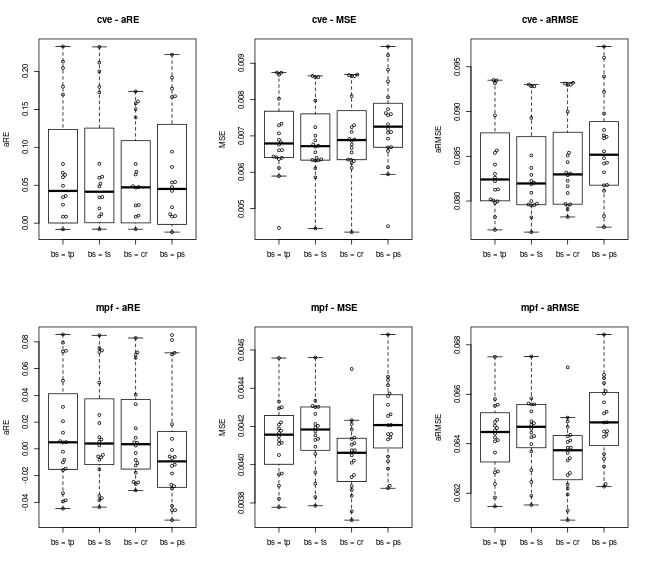 cve - aRE
aRE
0.00 0.05 0.10 0.15 0.20
bs = tp bs = ts bs = cr bs = ps
cve - MSE
MSE
0.005 0.006 0.007 0.008 0.009
bs = tp bs = ts bs = cr bs = ps
cve - aRMSE
aRMSE
0.080 0.085 0.090 0.095
bs = tp bs = ts bs = cr bs = ps
mpf - aRE
aRE
-0.04 -0.02 0.00 0.02 0.04 0.06 0.08
bs = tp bs = ts bs = cr bs = ps
mpf - MSE
MSE
0.0038 0.0040 0.0042 0.0044 0.0046
bs = tp bs = ts bs = cr bs = ps
mpf - aRMSE
aRMSE
0.062 0.064 0.066 0.068
bs = tp bs = ts bs = cr bs = ps